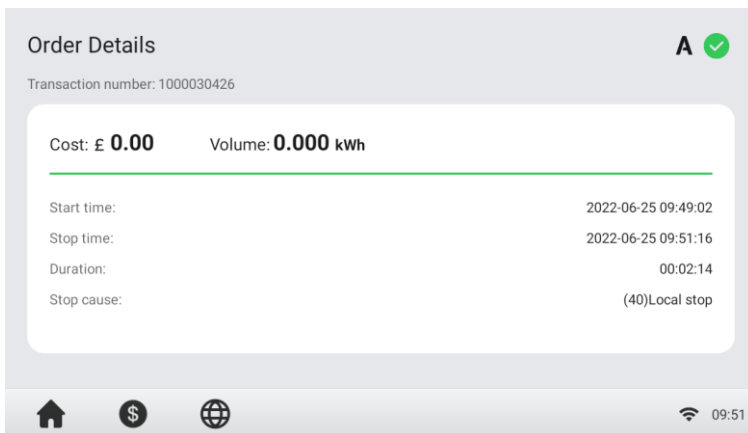 Order Details A
Transaction number: 1000030426
Cost: £ 0.00 Volume: 0.000 kWh
Start time: 2022-06-25 09:49:02
Stop time: 2022-06-25 09:51:16
Duration: 00:02:14
Stop cause: (40)Local stop
$ 09:51